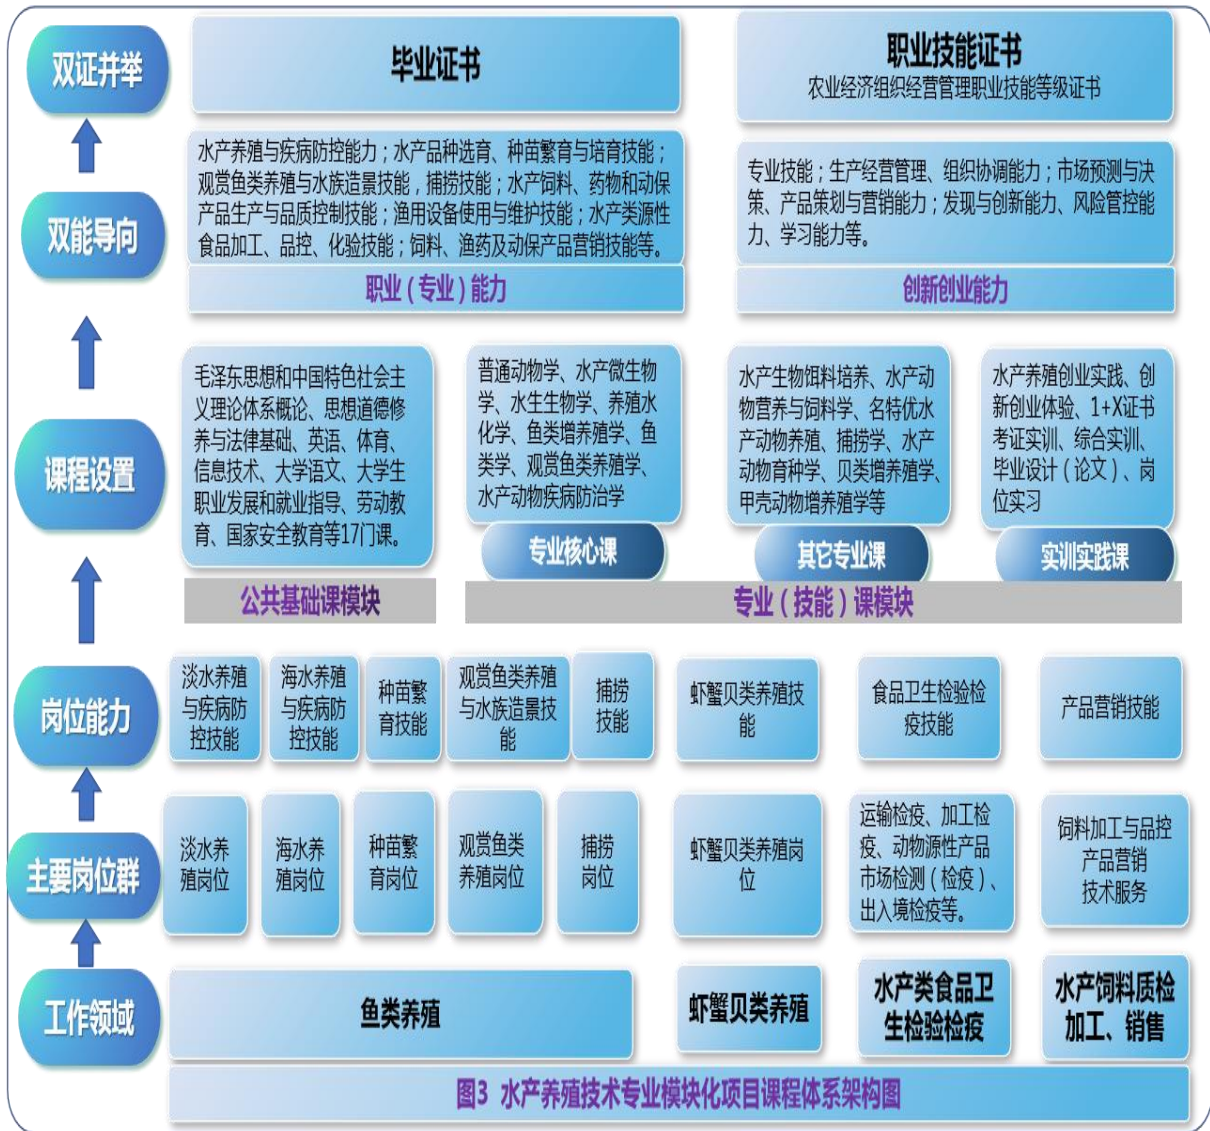 双证并举
毕业证书
职业技能证书
农业经济组织经营管理职业技能等级证书
双能导向
水产养殖与疾病防控能力；水产品种选育、种苗繁育与培育技能；
观赏鱼类养殖与水族造景技能，捕捞技能；水产饲料、药物和动保
产品生产与品质控制技能；渔用设备使用与维护技能；水产类源性
食品加工、品控、化验技能；饲料、渔药及动保产品营销技能等。
职业（专业）能力
专业技能；生产经营管理、组织协调能力；市场预测与决
策、产品策划与营销能力；发现与创新能力、风险管控能
力、学习能力等。
创新创业能力
课程设置
毛泽东思想和中国特色社会主
义理论体系概论、思想道德修
养与法律基础、英语、体育、
信息技术、大学语文、大学生
职业发展和就业指导、劳动教
育、国家安全教育等17门课。
公共基础课模块
普通动物学、水产微生物
学、水生生物学、养殖水
化学、鱼类增养殖学、鱼
类学、观赏鱼类养殖学、
水产动物疾病防治学
专业核心课
水产生物饵料培养、水产动
物营养与饲料学、名特优水
产动物养殖、捕捞学、水产
动物育种学、贝类增养殖学、
甲壳动物增养殖学等
其它专业课
水产养殖创业实践、创
新创业体验、1+X证书
考证实训、综合实训、
毕业设计（论文）、岗
位实习
实训实践课
专业（技能）课模块
岗位能力
淡水养殖
与疾病防
控技能
海水养殖
与疾病防
控技能
种苗繁
育技能
观赏鱼类养殖
与水族造景技
能
捕捞
技能
虾蟹贝类养殖技
能
食品卫生检验检
疫技能
产品营销技能
主要岗位群
淡水养
殖岗位
海水养
殖岗位
种苗繁
育岗位
观赏鱼类
养殖岗位
捕捞
岗位
虾蟹贝类养殖岗
位
运输检疫、加工检
疫、动物源性产品
市场检测（检疫）、
出入境检疫等。
饲料加工与品控
产品营销
技术服务
工作领域
鱼类养殖
虾蟹贝类养殖
水产类食品卫
生检验检疫
水产饲料质检
加工、销售
图3 水产养殖技术专业模块化项目课程体系架构图